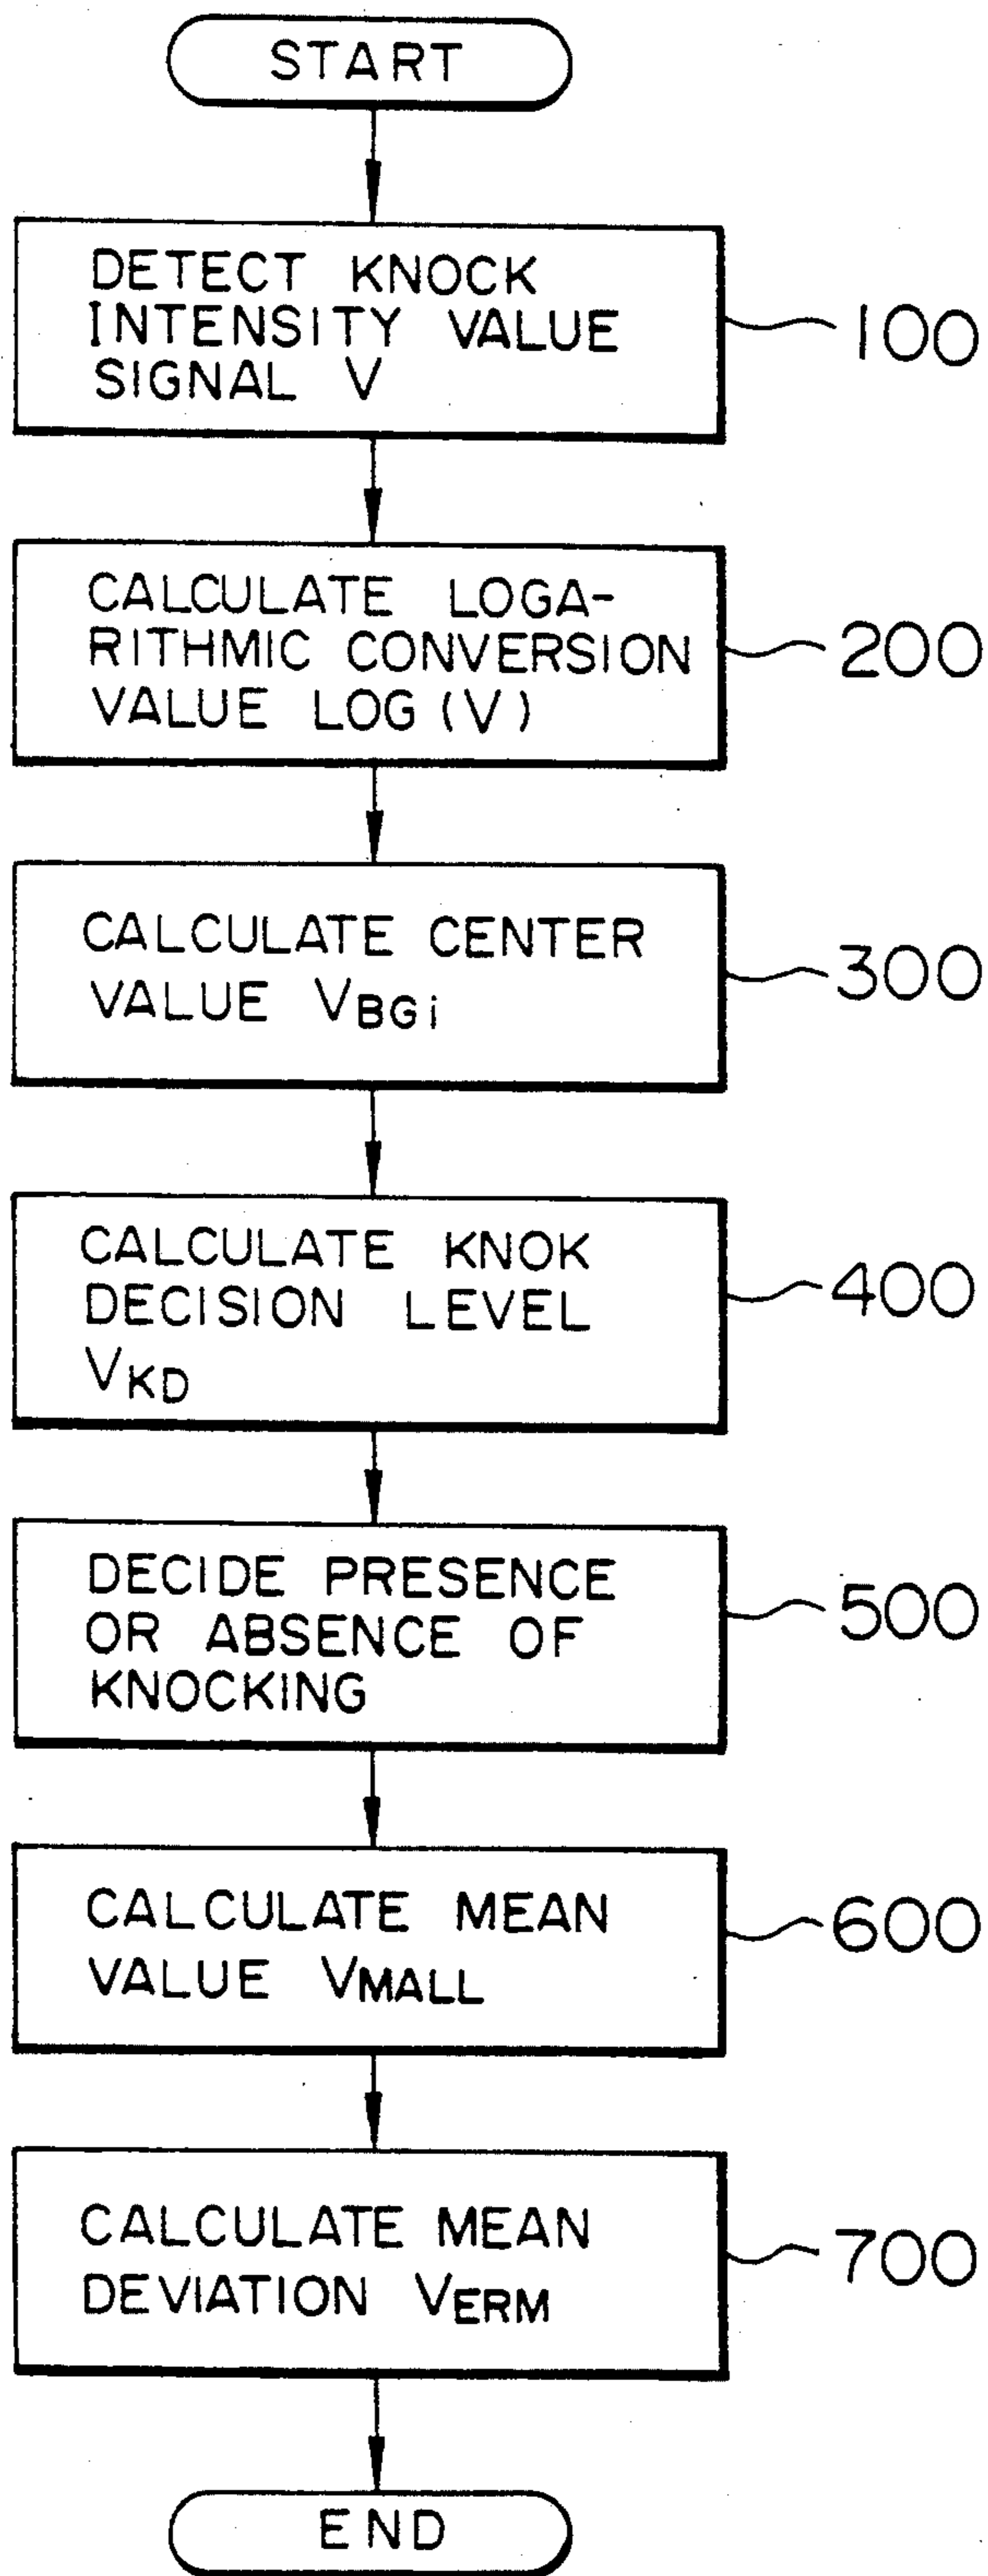 START
DETECT KNOCK
INTENSITY VALUE
SIGNAL V
100
CALCULATE LOGA-
RITHMIC CONVERSION
VALUE LOG (V)
200
CALCULATE CENTER
VALUE VBGi
300
CALCULATE KNOK
DECISION LEVEL
VKD
400
DECIDE PRESENCE
OR ABSENCE OF
KNOCKING
500
CALCULATE MEAN
VALUE VMALL
600
CALCULATE MEAN
DEVIATION VERM
700
END